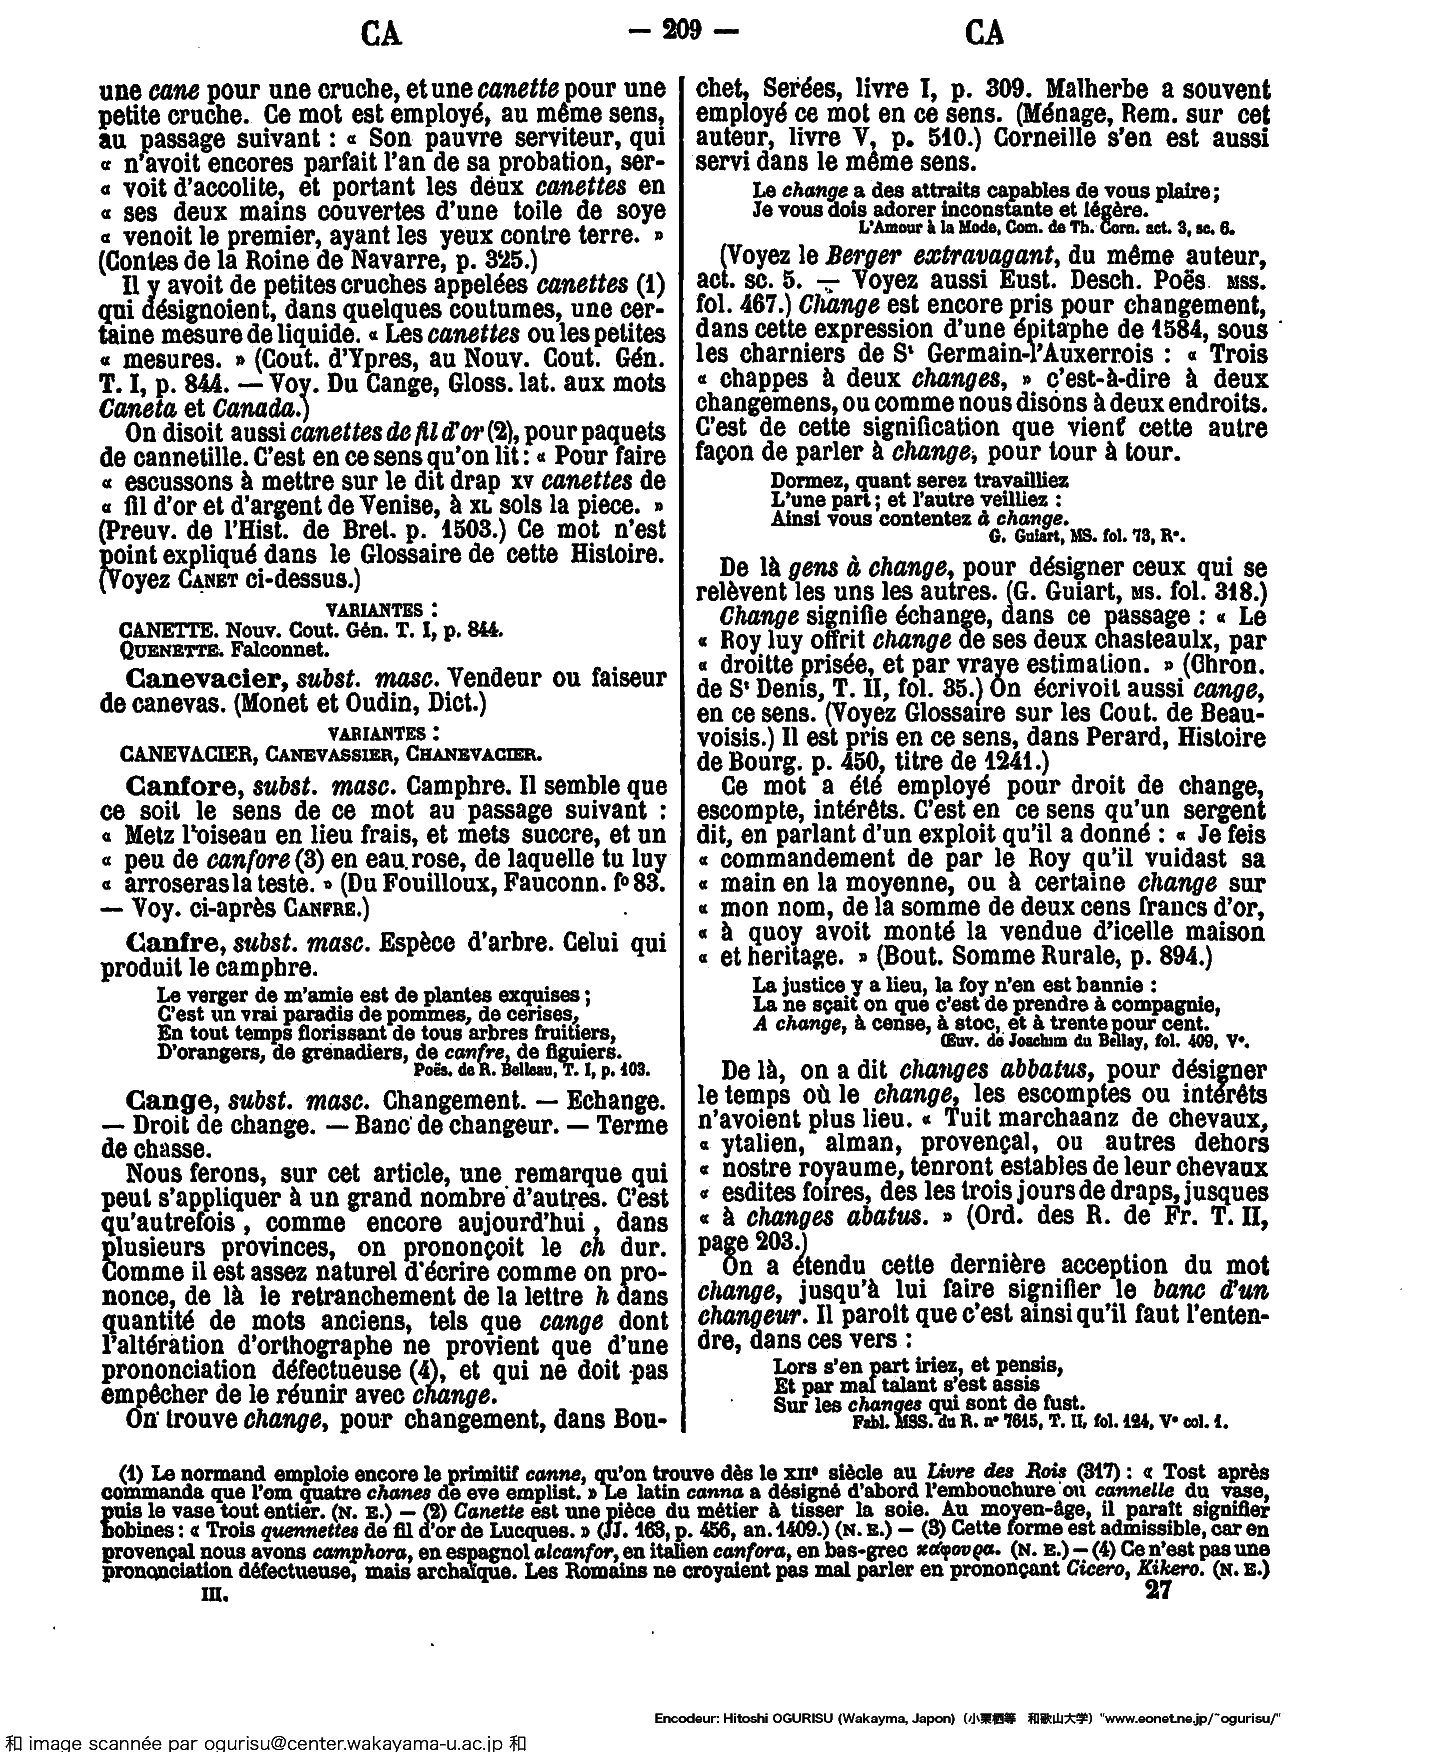 CA — 209 — CA
une cane pour une cruche, et une canette pour une
petite cruche. Ce mot est employé, au même sens,
au passage suivant : « Son pauvre serviteur, qui
« n'avoit encores parfait l'an de sa probation, ser-
« voit d'accolite, et portant les deux canettes en
« ses deux mains couvertes d'une toile de soye
« venoit le premier, ayant les yeux contre terre. »
(Contes de la Roine de Navarre, p. 325.)
Il y avoit de petites cruches appelées canettes (1)
qui désignoient, dans quelques coutumes, une cer-
taine mesure de liquide. « Les canettes ou les petites
« mesures. » (Cout. d'Ypres, au Nouv. Cout. Gén.
T. I, p. 844. — Voy. Du Cange, Gloss. lat. aux mots
Caneta et Canada.)
On disoit aussi canettes de fil d'or (2), pour paquets
de cannetille. C'est en ce sens qu'on lit : « Pour faire
« escussons à mettre sur le dit drap xv canettes de
« fil d'or et d'argent de Venise, à XL sols la piece. »
(Preuv. de l'Hist. de Bret. p. 1503.) Ce mot n'est
point expliqué dans le Glossaire de cette Histoire.
(Voyez CANET ci-dessus.)
VARIANTES :
CANETTE. Nouv. Cout. Gén. T. I, p. 844.
QUENETTE. Falconnet.
Canevacier, subst. masc. Vendeur ou faiseur
de canevas. (Monet et Oudin, Dict.)
VARIANTES :
CANEVACIER, CANEVASSIER, CHANEVACIER.
Canfore, subst. masc. Camphre. Il semble que
ce soit le sens de ce mot au passage suivant :
« Metz l'oiseau en lieu frais, et mets succre, et un
« peu de canfore (3) en eau rose, de laquelle tu luy
« arroseras la teste. » (Du Fouilloux, Fauconn. f° 83.
— Voy. ci-après CANFRE.)
Canfre, subst. masc. Espèce d'arbre. Celui qui
produit le camphre.
Le verger de m'amie est de plantes exquises ;
C'est un vrai paradis de pommes, de cerises,
En tout temps florissant de tous arbres fruitiers,
D'orangers, de grenadiers, de canfre, de figuiers.
Poës. de R. Belleau, T. I, p. 103.
Cange, subst. masc. Changement. — Echange.
— Droit de change. — Banc de changeur. — Terme
de chasse.
Nous ferons, sur cet article, une remarque qui
peut s'appliquer à un grand nombre d'autres. C'est
qu'autrefois, comme encore aujourd'hui, dans
plusieurs provinces, on prononçoit le ch dur.
Comme il est assez naturel d'écrire comme on pro-
nonce, de là le retranchement de la lettre h dans
quantité de mots anciens, tels que cange dont
l'altération d'orthographe ne provient que d'une
prononciation défectueuse (4), et qui ne doit pas
empêcher de le réunir avec change.
On trouve change, pour changement, dans Bou-
chet, Serées, livre I, p. 309. Malherbe a souvent
employé ce mot en ce sens. (Ménage, Rem. sur cet
auteur, livre V, p. 510.) Corneille s'en est aussi
servi dans le même sens.
Le change a des attraits capables de vous plaire ;
Je vous dois adorer inconstante et légère.
L'Amour à la Mode, Com. de Th. Corn. act. 3, sc. 6.
(Voyez le Berger extravagant, du même auteur,
act. sc. 5. — Voyez aussi Eust. Desch. Poës. MSS.
fol. 467.) Change est encore pris pour changement,
dans cette expression d'une épitaphe de 1584, sous
les charniers de St Germain-l'Auxerrois : « Trois
« chappes à deux changes, » c'est-à-dire à deux
changemens, ou comme nous disons à deux endroits.
C'est de cette signification que vient cette autre
façon de parler à change, pour tour à tour.
Dormez, quant serez travailliez
L'une part ; et l'autre veilliez :
Ainsi vous contentez à change.
G. Guiart, MS. fol. 73, R°.
De là gens à change, pour désigner ceux qui se
relèvent les uns les autres. (G. Guiart, MS. fol. 318.)
Change signifie échange, dans ce passage : « Le
« Roy luy offrit change de ses deux chasteaulx, par
« droitte prisée, et par vraye estimation. » (Chron.
de St Denis, T. II, fol. 35.) On écrivoit aussi cange,
en ce sens. (Voyez Glossaire sur les Cout. de Beau-
voisis.) Il est pris en ce sens, dans Perard, Histoire
de Bourg. p. 450, titre de 1241.)
Ce mot a été employé pour droit de change,
escompte, intérêts. C'est en ce sens qu'un sergent
dit, en parlant d'un exploit qu'il a donné : « Je feis
« commandement de par le Roy qu'il vuidast sa
« main en la moyenne, ou à certaine change sur
« mon nom, de la somme de deux cens francs d'or,
« à quoy avoit monté la vendue d'icelle maison
« et heritage. » (Bout. Somme Rurale, p. 894.)
La justice y a lieu, la foy n'en est bannie :
La ne sçait on que c'est de prendre à compagnie,
A change, à cense, à stoc, et à trente pour cent.
Œuv. de Joachim du Bellay, fol. 409, V°.
De là, on a dit changes abbatus, pour désigner
le temps où le change, les escomptes ou intérêts
n'avoient plus lieu. « Tuit marchaanz de chevaux,
« ytalien, alman, provençal, ou autres dehors
« nostre royaume, tenront estables de leur chevaux
« esdites foires, des les trois jours de draps, jusques
« à changes abatus. » (Ord. des R. de Fr. T. II,
page 203.)
On a étendu cette dernière acception du mot
change, jusqu'à lui faire signifier le banc d'un
changeur. Il paroît que c'est ainsi qu'il faut l'enten-
dre, dans ces vers :
Lors s'en part iriez, et pensis,
Et par mal talant s'est assis
Sur les changes qui sont de fust.
Fabl. MSS. du R. n° 7615, T. II, fol. 124, V° col. 1.
(1) Le normand emploie encore le primitif canne, qu'on trouve dès le XIIe siècle au Livre des Rois (317) : « Tost après
commanda que l'om quatre chanes de eve emplist. » Le latin canna a désigné d'abord l'embouchure ou cannelle du vase,
puis le vase tout entier. (N. E.) — (2) Canette est une pièce du métier à tisser la soie. Au moyen-âge, il paraît signifier
bobines : « Trois quennettes de fil d'or de Lucques. » (JJ. 163, p. 456, an. 1409.) (N. E.) — (3) Cette forme est admissible, car en
provençal nous avons camphora, en espagnol alcanfor, en italien canfora, en bas-grec κάφουρα. (N. E.) — (4) Ce n'est pas une
prononciation défectueuse, mais archaïque. Les Romains ne croyaient pas mal parler en prononçant Cicero, Kikero. (N. E.)
III. 27
Encodeur: Hitoshi OGURISU (Wakayma, Japon) (小栗栖等 和歌山大学) "www.eonet.ne.jp/~ogurisu/"
和 image scannée par ogurisu@center.wakayama-u.ac.jp 和